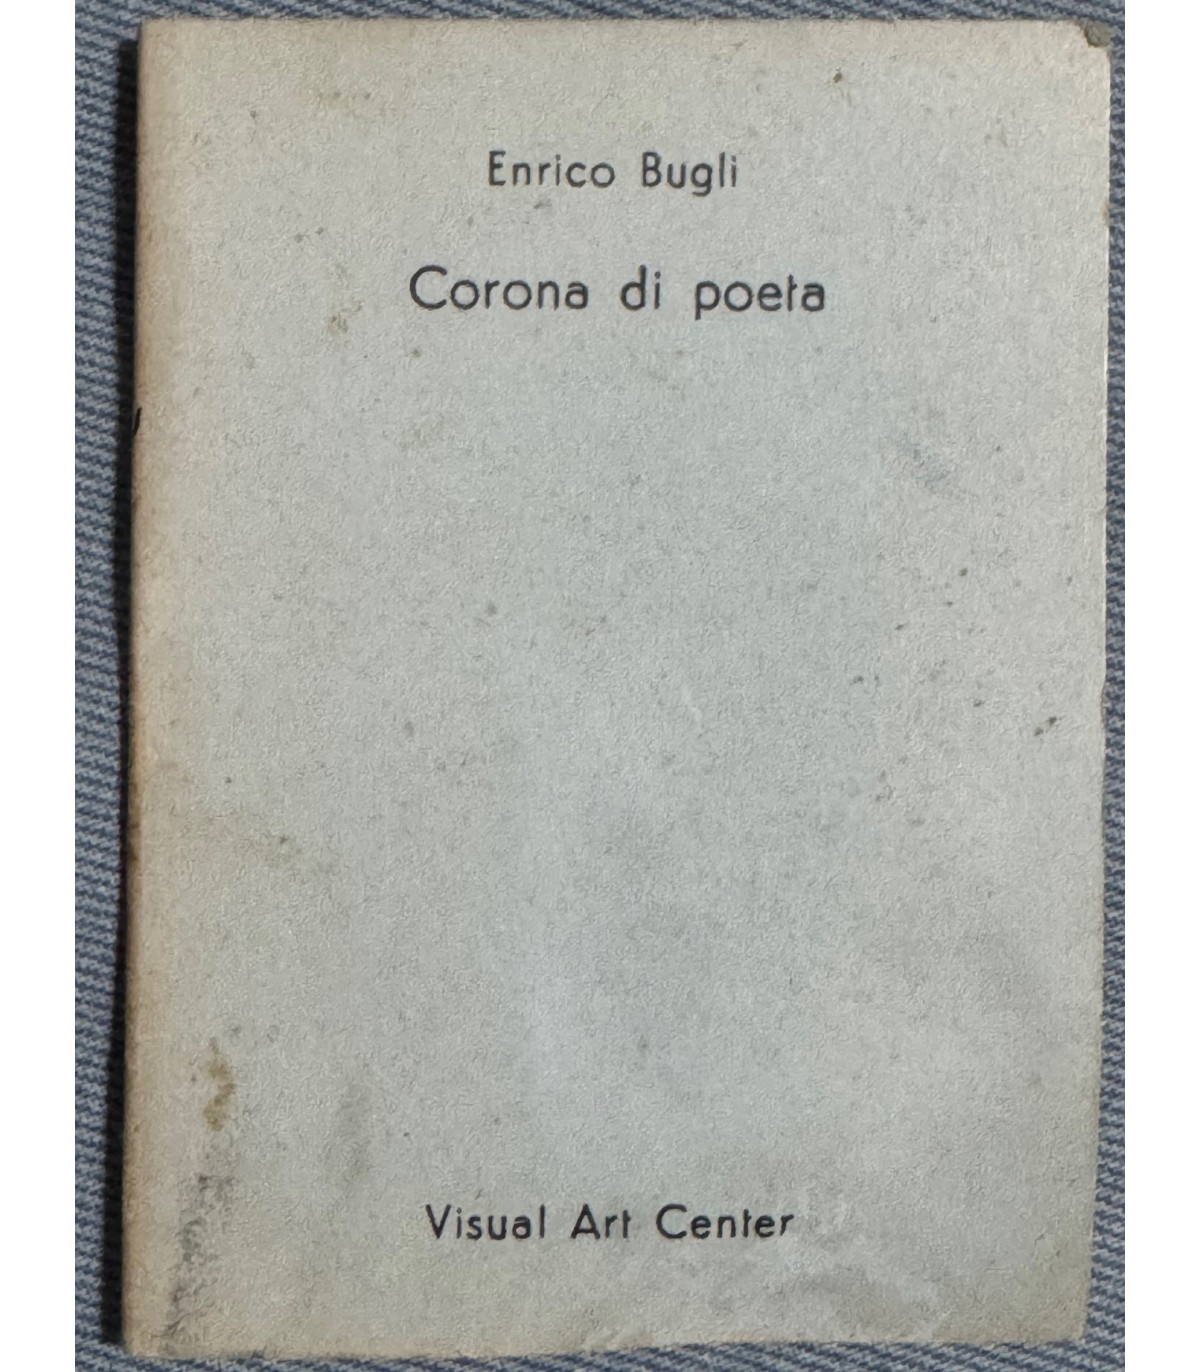 Enrico Bugli
Corona di poeta
Visual Art Center